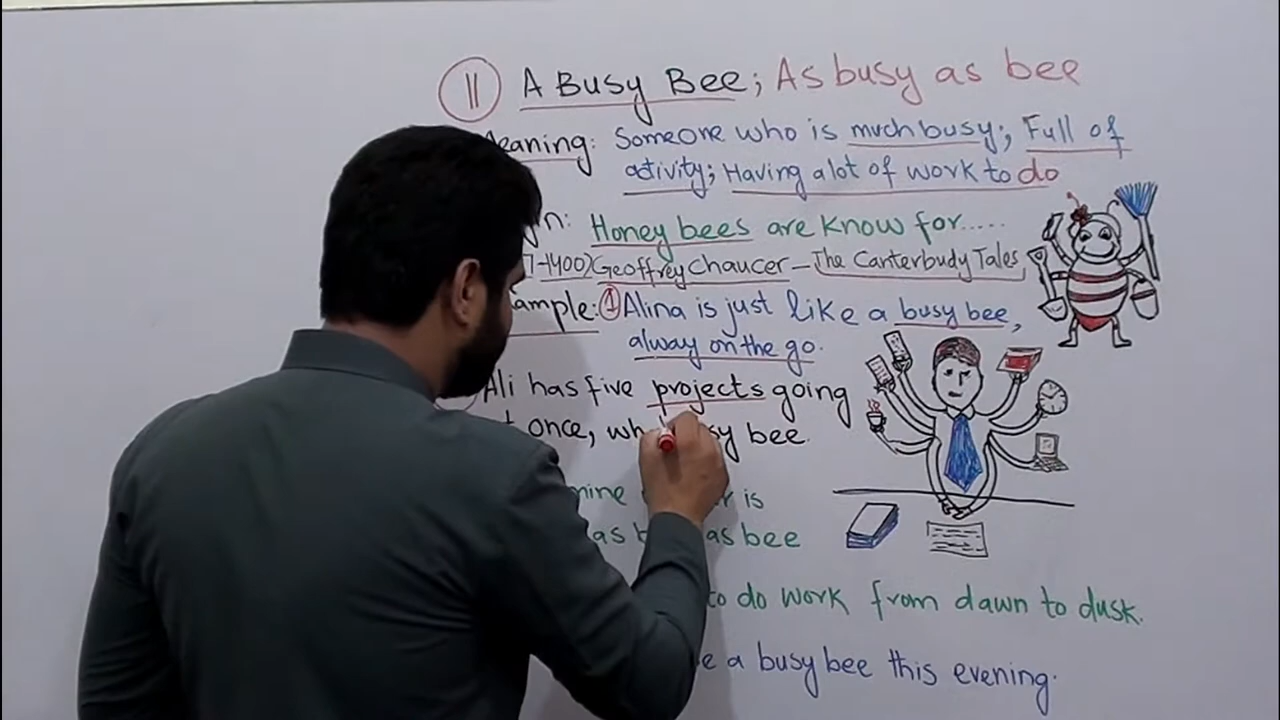 11 A Busy Bee; As busy as bee
Meaning: Someone who is much busy; Full of
activity; Having a lot of work to do
Honey bees are know for.....
1400) Geoffrey Chaucer – The Canterbudy Tales
Example: 1 Alina is just like a busy bee,
alway on the go.
Ali has five projects going
once, bee.
is
as as bee
to do work from dawn to dusk.
a busy bee this evening.